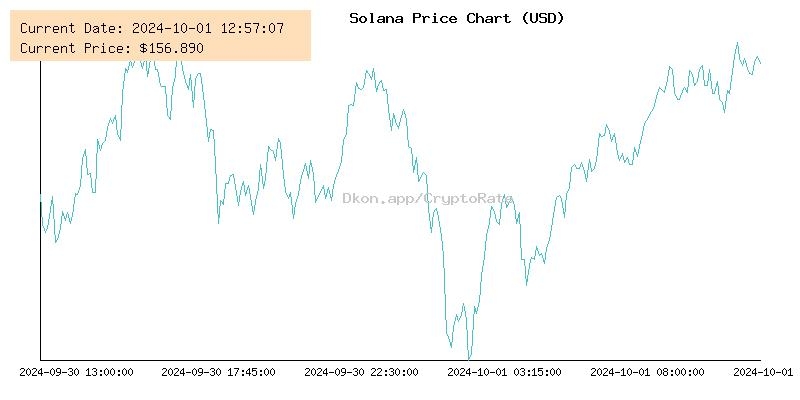 Solana Price Chart (USD)
Current Date: 2024-10-01 12:57:07
Current Price: $156.890
Dkon.app/CryptoRate
2024-09-30 13:00:00
2024-09-30 17:45:00
2024-09-30 22:30:00
2024-10-01 03:15:00
2024-10-01 08:00:00
2024-10-01